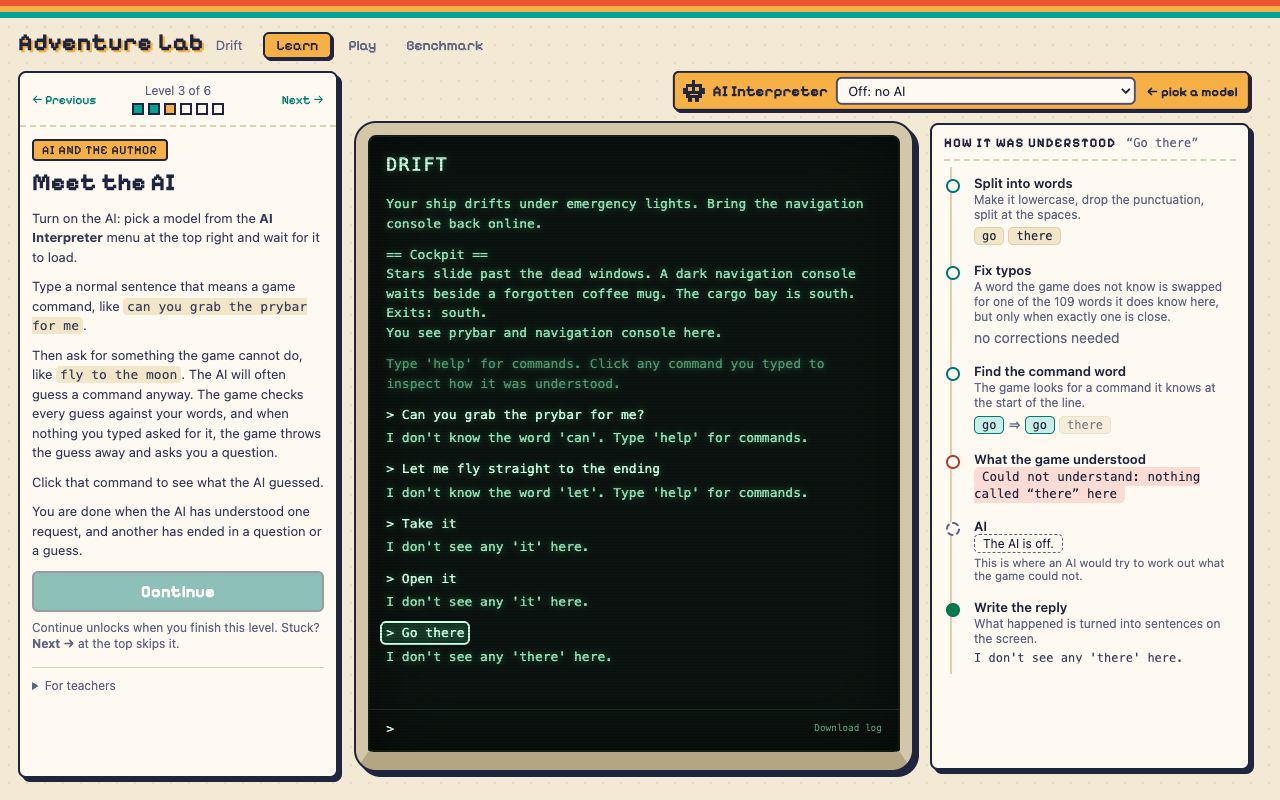 Adventure Lab Drift Learn Play Benchmark
← Previous
Level 3 of 6
Next →
AI AND THE AUTHOR
Meet the AI
Turn on the AI: pick a model from the AI
Interpreter menu at the top right and wait for it
to load.
Type a normal sentence that means a game
command, like can you grab the prybar
for me.
Then ask for something the game cannot do,
like fly to the moon. The AI will often
guess a command anyway. The game checks
every guess against your words, and when
nothing you typed asked for it, the game throws
the guess away and asks you a question.
Click that command to see what the AI guessed.
You are done when the AI has understood one
request, and another has ended in a question or
a guess.
Continue
Continue unlocks when you finish this level. Stuck?
Next → at the top skips it.
▶ For teachers
AI Interpreter Off: no AI ← pick a model
DRIFT
Your ship drifts under emergency lights. Bring the navigation
console back online.
== Cockpit ==
Stars slide past the dead windows. A dark navigation console
waits beside a forgotten coffee mug. The cargo bay is south.
Exits: south.
You see prybar and navigation console here.
Type 'help' for commands. Click any command you typed to
inspect how it was understood.
> Can you grab the prybar for me?
I don't know the word 'can'. Type 'help' for commands.
> Let me fly straight to the ending
I don't know the word 'let'. Type 'help' for commands.
> Take it
I don't see any 'it' here.
> Open it
I don't see any 'it' here.
> Go there
I don't see any 'there' here.
>
Download log
HOW IT WAS UNDERSTOOD “Go there”
Split into words
Make it lowercase, drop the punctuation,
split at the spaces.
go there
Fix typos
A word the game does not know is swapped
for one of the 109 words it does know here,
but only when exactly one is close.
no corrections needed
Find the command word
The game looks for a command it knows at
the start of the line.
go ⇒ go there
What the game understood
Could not understand: nothing
called “there” here
AI
The AI is off.
This is where an AI would try to work out what
the game could not.
Write the reply
What happened is turned into sentences on
the screen.
I don't see any 'there' here.